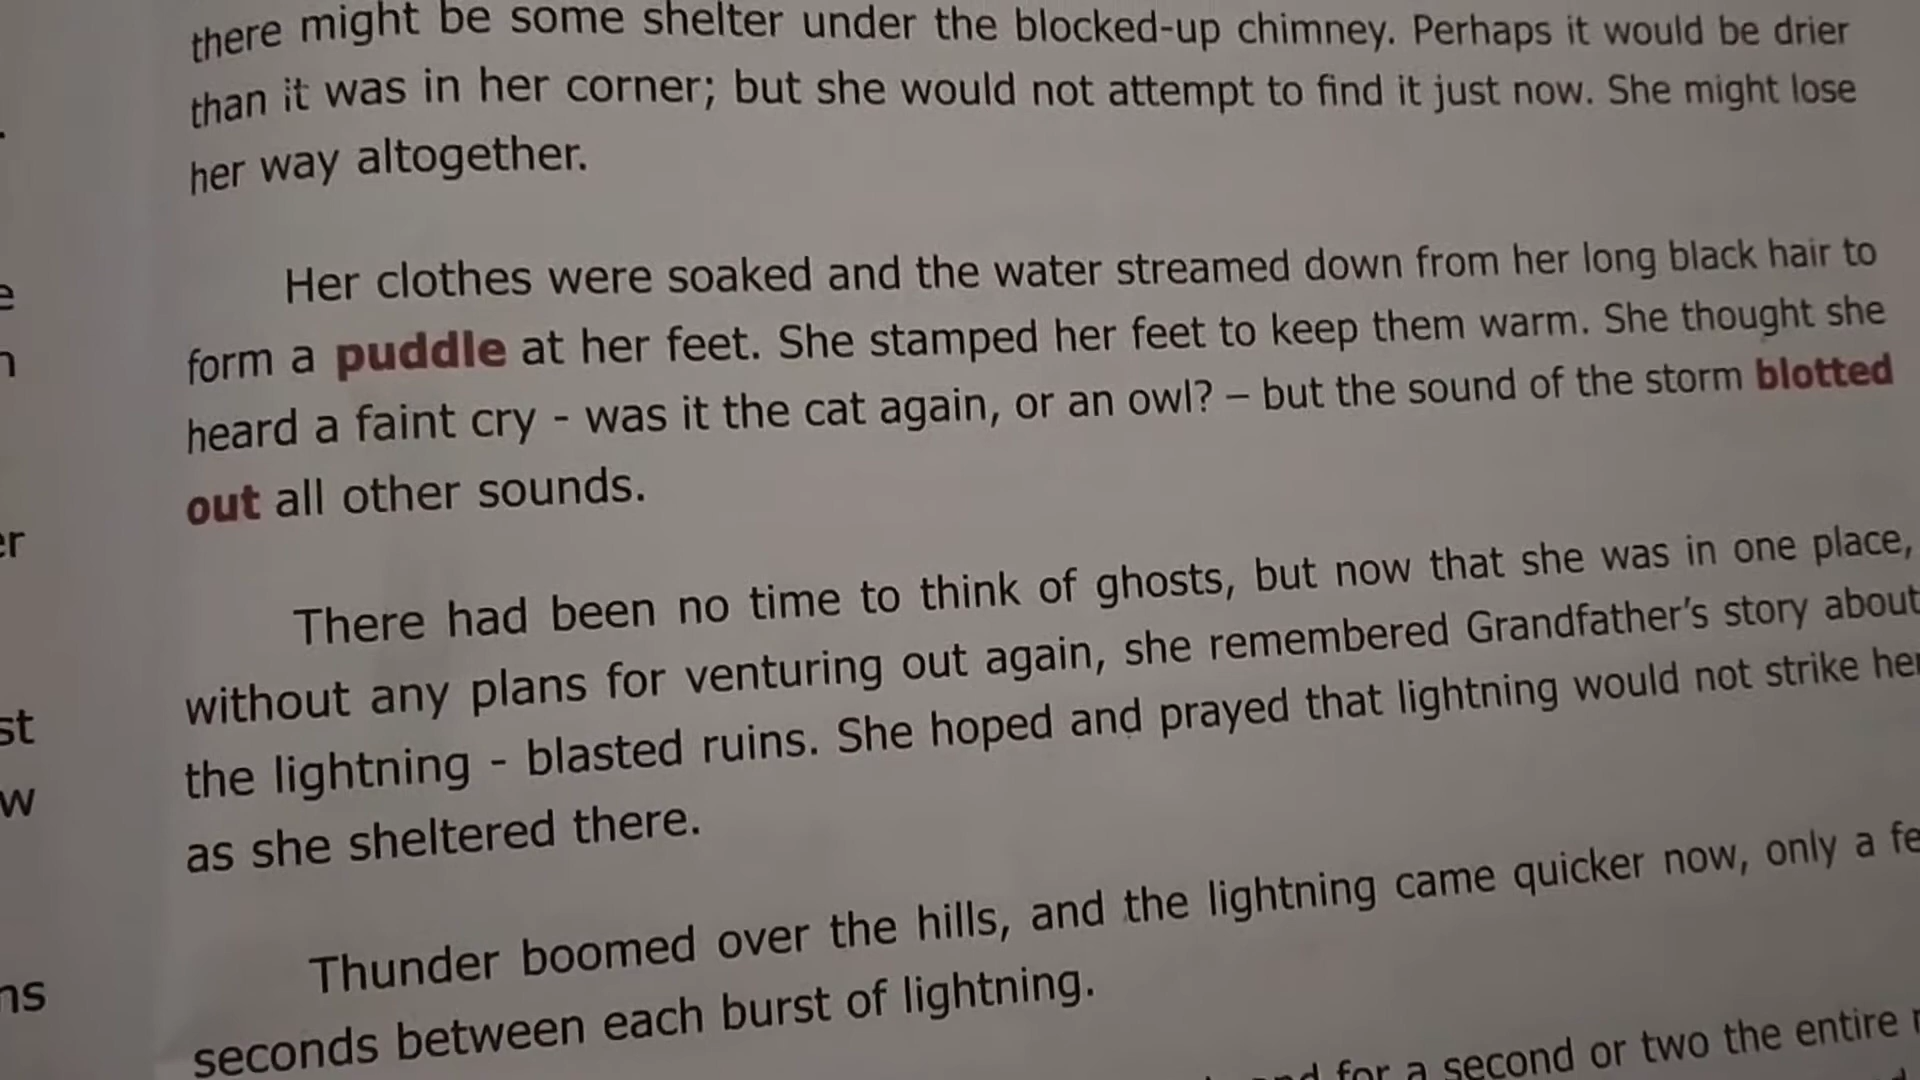 there might be some shelter under the blocked-up chimney. Perhaps it would be drier
than it was in her corner; but she would not attempt to find it just now. She might lose
her way altogether.
Her clothes were soaked and the water streamed down from her long black hair to
form a puddle at her feet. She stamped her feet to keep them warm. She thought she
heard a faint cry - was it the cat again, or an owl? – but the sound of the storm blotted
out all other sounds.
There had been no time to think of ghosts, but now that she was in one place,
without any plans for venturing out again, she remembered Grandfather's story about
the lightning - blasted ruins. She hoped and prayed that lightning would not strike her
as she sheltered there.
Thunder boomed over the hills, and the lightning came quicker now, only a
seconds between each burst of lightning.
for a second or two the entire